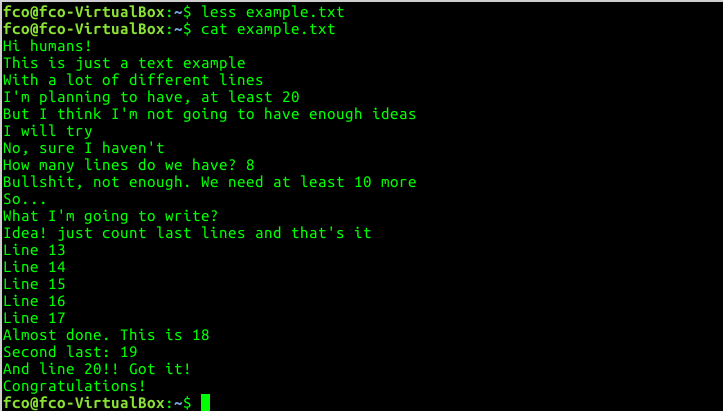 fco@fco-VirtualBox:~$ less example.txt
fco@fco-VirtualBox:~$ cat example.txt
Hi humans!
This is just a text example
With a lot of different lines
I'm planning to have, at least 20
But I think I'm not going to have enough ideas
I will try
No, sure I haven't
How many lines do we have? 8
Bullshit, not enough. We need at least 10 more
So...
What I'm going to write?
Idea! just count last lines and that's it
Line 13
Line 14
Line 15
Line 16
Line 17
Almost done. This is 18
Second last: 19
And line 20!! Got it!
Congratulations!
fco@fco-VirtualBox:~$